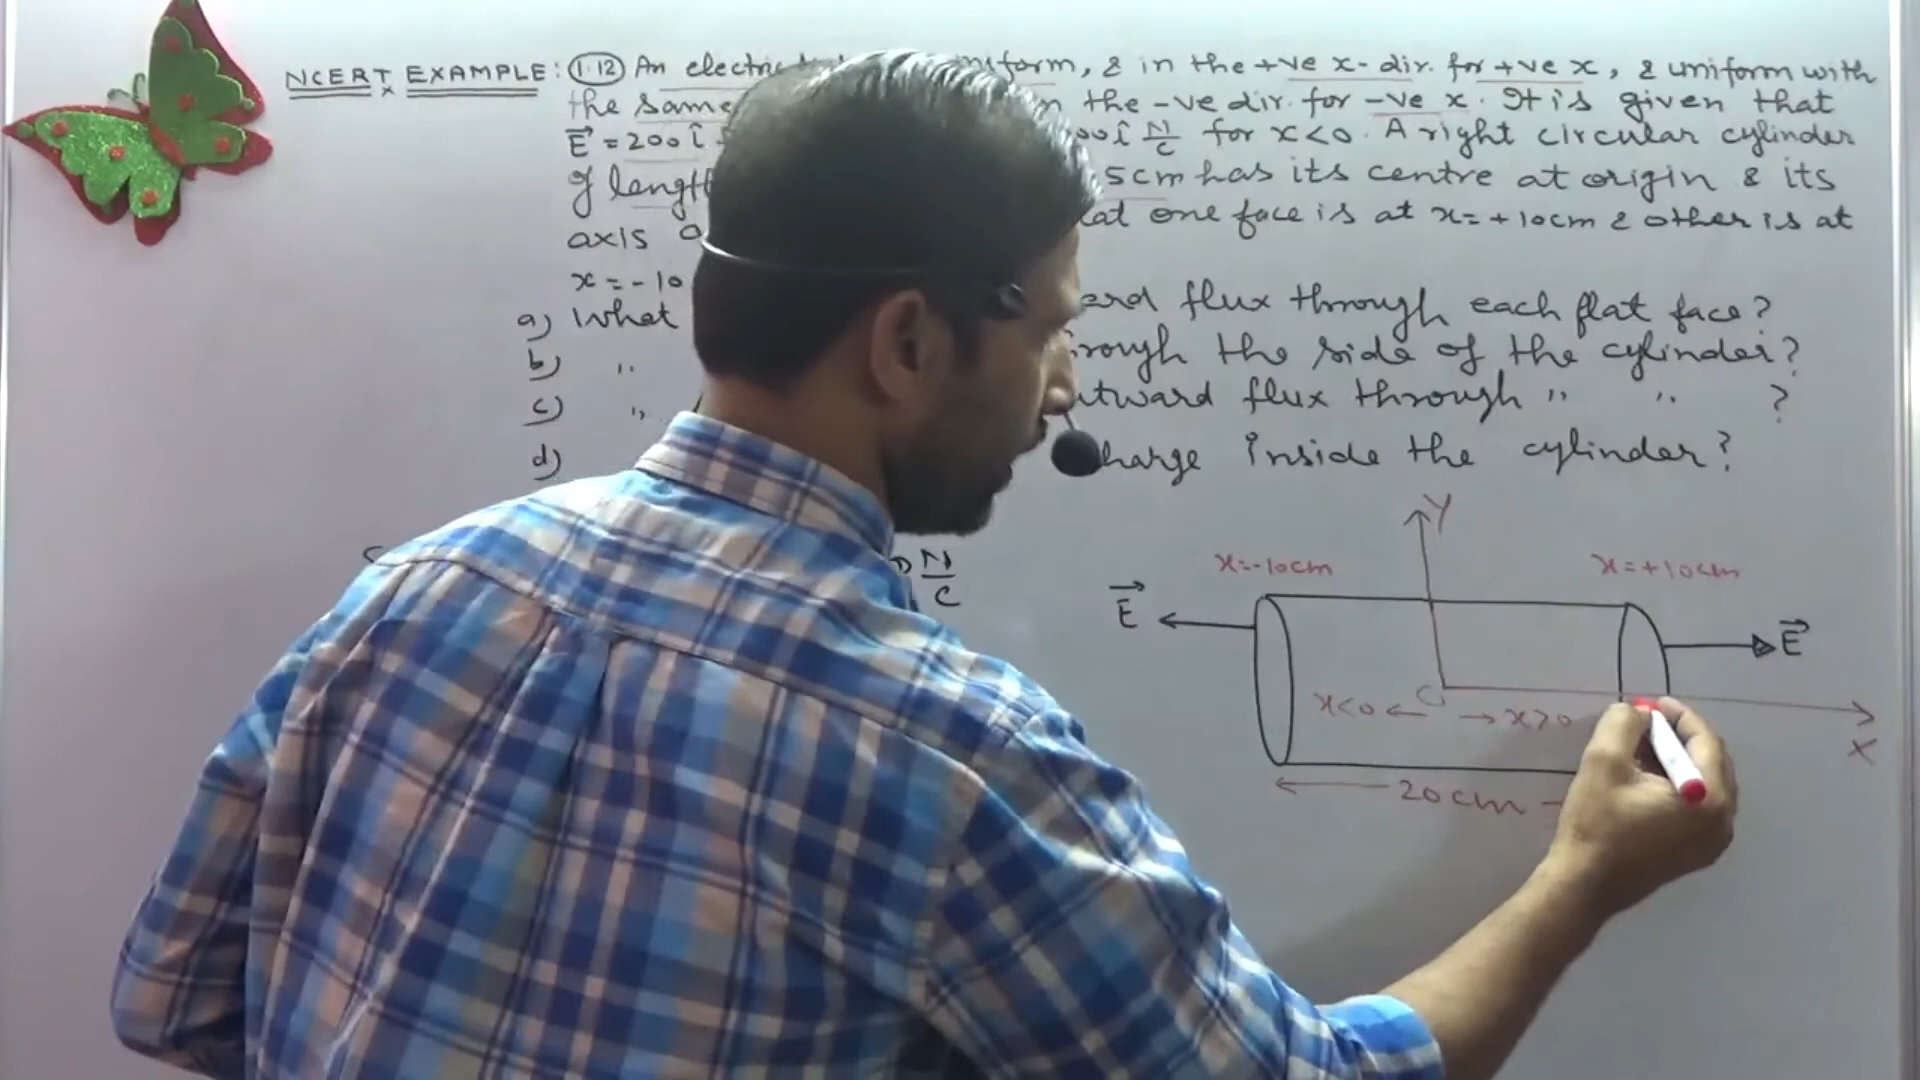 NCERT EXAMPLE: 1.12 An electric uniform, & in the +ve x-dir. for +ve x, & uniform with
the same in the -ve dir. for -ve x. It is given that
E⃗ = 200 î î N/C for x<0. A right circular cylinder
of length 5cm has its centre at origin & its
axis one face is at x=+10cm & other is at
x=-10
a) What flux through each flat face?
b) ,, through the side of the cylinder?
c) ,, outward flux through ,, ,, ?
d) charge inside the cylinder?
N/C
Y
x=-10cm x=+10cm
E⃗ E⃗
O
x<0 ← → x>0
X
20cm